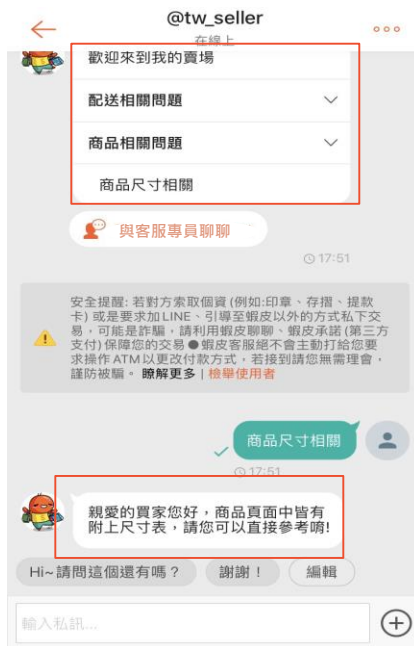 @tw_seller
在線上
歡迎來到我的賣場
配送相關問題
商品相關問題
商品尺寸相關
與客服專員聊聊
17:51
安全提醒: 若對方索取個資 (例如:印章、存摺、提款
卡) 或是要求加 LINE、引導至蝦皮以外的方式私下交
易，可能是詐騙，請利用蝦皮聊聊、蝦皮承諾 (第三方
支付) 保障您的交易 ● 蝦皮客服絕不會主動打給您要
求操作 ATM 以更改付款方式，若接到請您無需理會，
謹防被騙。 瞭解更多 | 檢舉使用者
商品尺寸相關
17:51
親愛的買家您好，商品頁面中皆有
附上尺寸表，請您可以直接參考唷!
Hi~請問這個還有嗎？ 謝謝！ 編輯
輸入私訊...